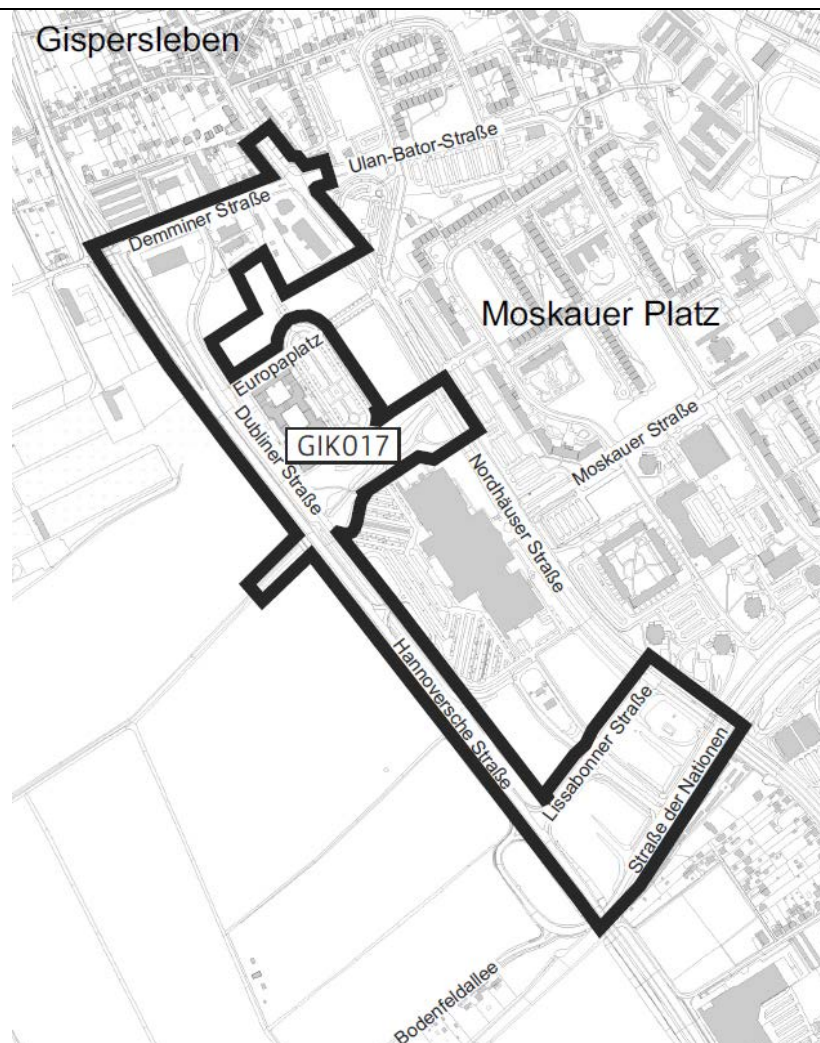 Gispersleben
Ulan-Bator-Straße
Demminer Straße
Moskauer Platz
Europaplatz
Dubliner Straße
GIK017
Moskauer Straße
Nordhäuser Straße
Hannoversche Straße
Lissabonner Straße
Straße der Nationen
Bodenfeldallee